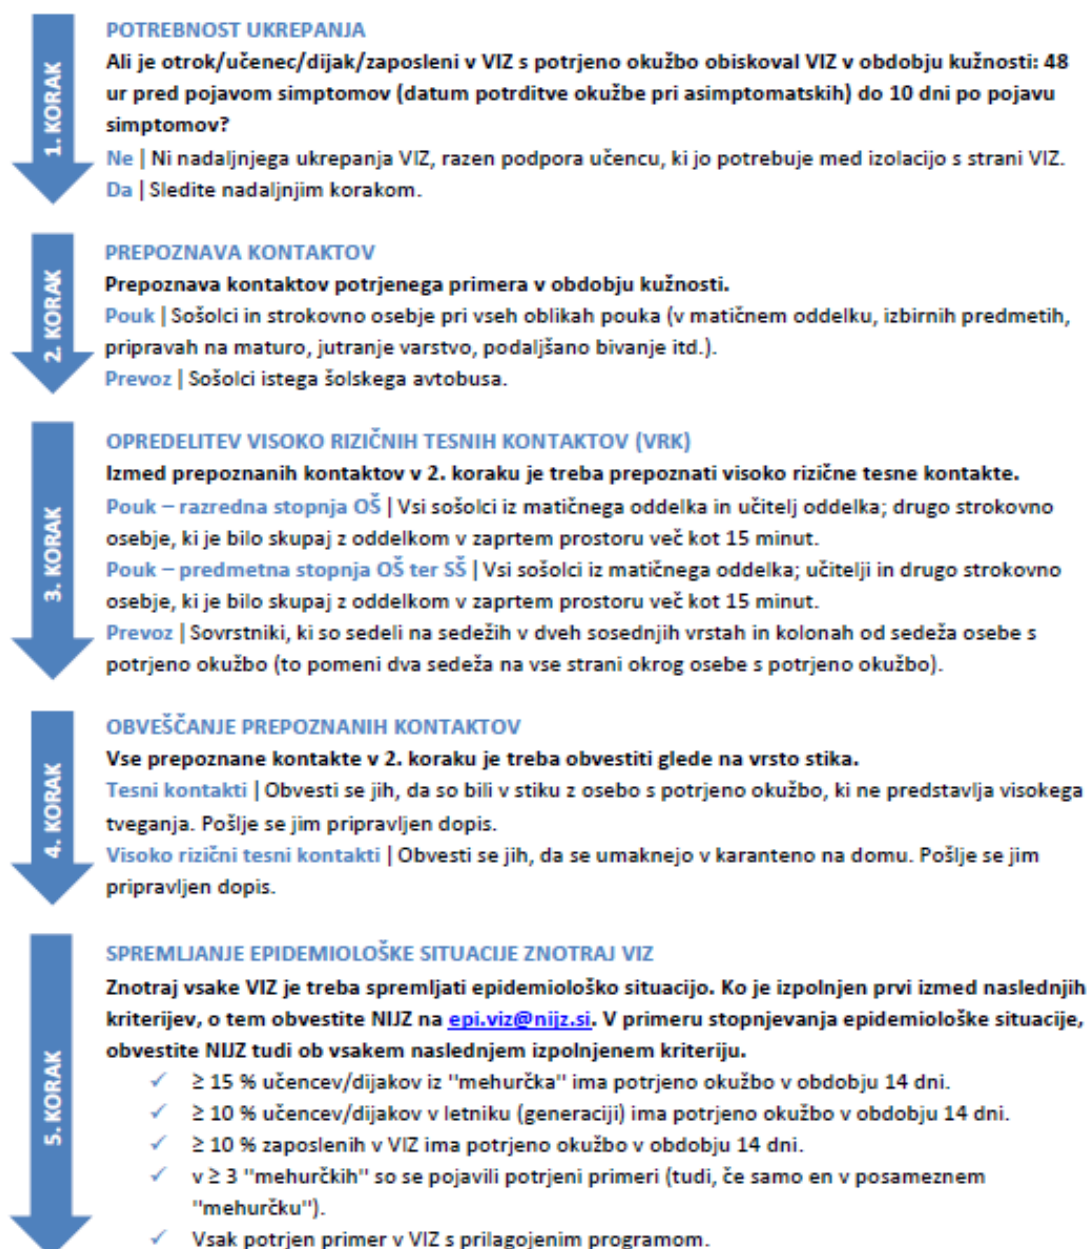 1. KORAK
POTREBNOST UKREPANJA
Ali je otrok/učenec/dijak/zaposleni v VIZ s potrjeno okužbo obiskoval VIZ v obdobju kužnosti: 48
ur pred pojavom simptomov (datum potrditve okužbe pri asimptomatskih) do 10 dni po pojavu
simptomov?
Ne | Ni nadaljnjega ukrepanja VIZ, razen podpora učencu, ki jo potrebuje med izolacijo s strani VIZ.
Da | Sledite nadaljnjim korakom.
2. KORAK
PREPOZNAVA KONTAKTOV
Prepoznava kontaktov potrjenega primera v obdobju kužnosti.
Pouk | Sošolci in strokovno osebje pri vseh oblikah pouka (v matičnem oddelku, izbirnih predmetih,
pripravah na maturo, jutranje varstvo, podaljšano bivanje itd.).
Prevoz | Sošolci istega šolskega avtobusa.
3. KORAK
OPREDELITEV VISOKO RIZIČNIH TESNIH KONTAKTOV (VRK)
Izmed prepoznanih kontaktov v 2. koraku je treba prepoznati visoko rizične tesne kontakte.
Pouk – razredna stopnja OŠ | Vsi sošolci iz matičnega oddelka in učitelj oddelka; drugo strokovno
osebje, ki je bilo skupaj z oddelkom v zaprtem prostoru več kot 15 minut.
Pouk – predmetna stopnja OŠ ter SŠ | Vsi sošolci iz matičnega oddelka; učitelji in drugo strokovno
osebje, ki je bilo skupaj z oddelkom v zaprtem prostoru več kot 15 minut.
Prevoz | Sovrstniki, ki so sedeli na sedežih v dveh sosednjih vrstah in kolonah od sedeža osebe s
potrjeno okužbo (to pomeni dva sedeža na vse strani okrog osebe s potrjeno okužbo).
4. KORAK
OBVEŠČANJE PREPOZNANIH KONTAKTOV
Vse prepoznane kontakte v 2. koraku je treba obvestiti glede na vrsto stika.
Tesni kontakti | Obvesti se jih, da so bili v stiku z osebo s potrjeno okužbo, ki ne predstavlja visokega
tveganja. Pošlje se jim pripravljen dopis.
Visoko rizični tesni kontakti | Obvesti se jih, da se umaknejo v karanteno na domu. Pošlje se jim
pripravljen dopis.
5. KORAK
SPREMLJANJE EPIDEMIOLOŠKE SITUACIJE ZNOTRAJ VIZ
Znotraj vsake VIZ je treba spremljati epidemiološko situacijo. Ko je izpolnjen prvi izmed naslednjih
kriterijev, o tem obvestite NIJZ na epi.viz@nijz.si. V primeru stopnjevanja epidemiološke situacije,
obvestite NIJZ tudi ob vsakem naslednjem izpolnjenem kriteriju.
✓ ≥ 15 % učencev/dijakov iz "mehurčka" ima potrjeno okužbo v obdobju 14 dni.
✓ ≥ 10 % učencev/dijakov v letniku (generaciji) ima potrjeno okužbo v obdobju 14 dni.
✓ ≥ 10 % zaposlenih v VIZ ima potrjeno okužbo v obdobju 14 dni.
✓ v ≥ 3 "mehurčkih" so se pojavili potrjeni primeri (tudi, če samo en v posameznem
"mehurčku").
✓ Vsak potrjen primer v VIZ s prilagojenim programom.